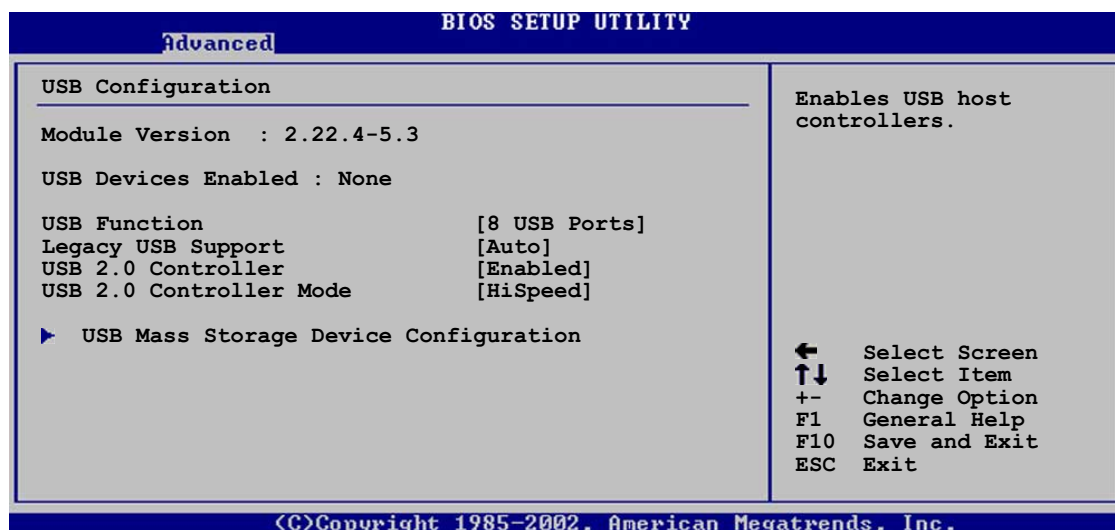 BIOS SETUP UTILITY
Advanced
USB Configuration
Module Version : 2.22.4-5.3
USB Devices Enabled : None
USB Function [8 USB Ports]
Legacy USB Support [Auto]
USB 2.0 Controller [Enabled]
USB 2.0 Controller Mode [HiSpeed]
USB Mass Storage Device Configuration
Enables USB host
controllers.
← Select Screen
↑↓ Select Item
+- Change Option
F1 General Help
F10 Save and Exit
ESC Exit
(C)Copyright 1985-2002, American Megatrends, Inc.